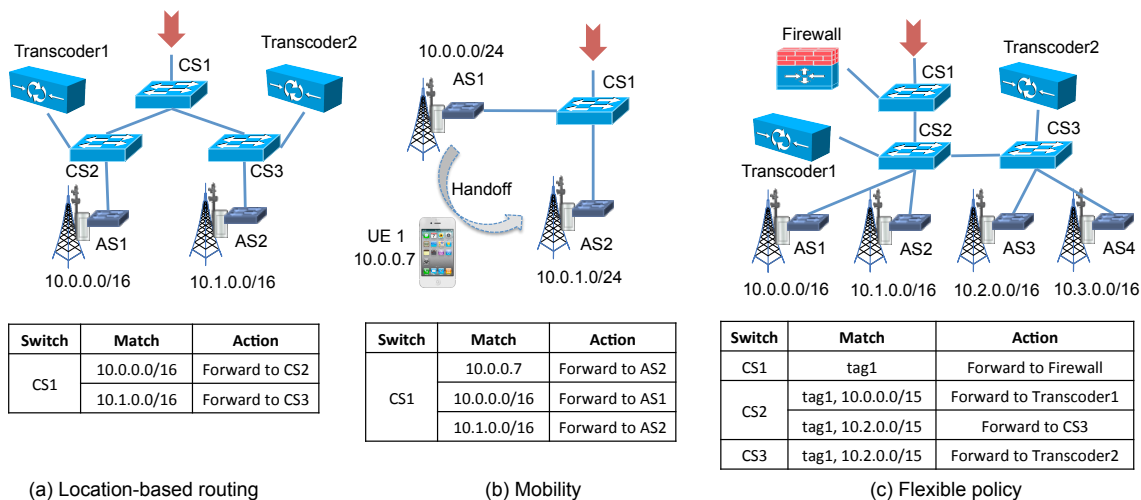 Transcoder1
Transcoder2
CS1
CS2
CS3
AS1
AS2
10.0.0.0/16
10.1.0.0/16
Switch Match Action
CS1 10.0.0.0/16 Forward to CS2
10.1.0.0/16 Forward to CS3
(a) Location-based routing
10.0.0.0/24
AS1
CS1
Handoff
UE 1
10.0.0.7
AS2
10.0.1.0/24
Switch Match Action
CS1 10.0.0.7 Forward to AS2
10.0.0.0/16 Forward to AS1
10.1.0.0/16 Forward to AS2
(b) Mobility
Firewall
Transcoder2
CS1
CS2
CS3
Transcoder1
AS1
AS2
AS3
AS4
10.0.0.0/16
10.1.0.0/16
10.2.0.0/16
10.3.0.0/16
Switch Match Action
CS1 tag1 Forward to Firewall
CS2 tag1, 10.0.0.0/15 Forward to Transcoder1
tag1, 10.2.0.0/15 Forward to CS3
CS3 tag1, 10.2.0.0/15 Forward to Transcoder2
(c) Flexible policy